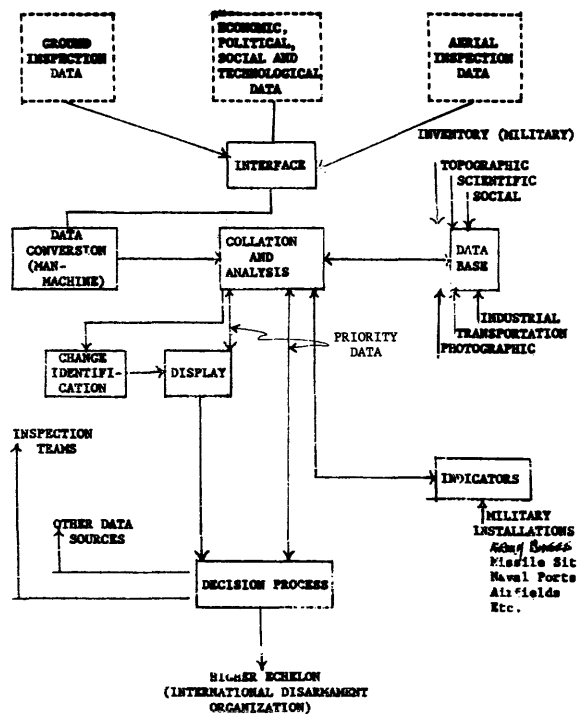 GROUND
INSPECTION
DATA
ECONOMIC,
POLITICAL,
SOCIAL AND
TECHNOLOGICAL
DATA
AERIAL
INSPECTION
DATA
INTERFACE
INVENTORY (MILITARY)
TOPOGRAPHIC
SCIENTIFIC
SOCIAL
DATA
CONVERSION
(MAN-
MACHINE)
COLLATION
AND
ANALYSIS
DATA
BASE
INDUSTRIAL
TRANSPORTATION
PHOTOGRAPHIC
PRIORITY
DATA
CHANGE
IDENTIFI-
CATION
DISPLAY
INSPECTION
TEAMS
INDICATORS
OTHER DATA
SOURCES
MILITARY
INSTALLATIONS
Army Bases
Missile Sit
Naval Ports
Airfields
Etc.
DECISION PROCESS
HIGHER ECHELON
(INTERNATIONAL DISARMAMENT
ORGANIZATION)